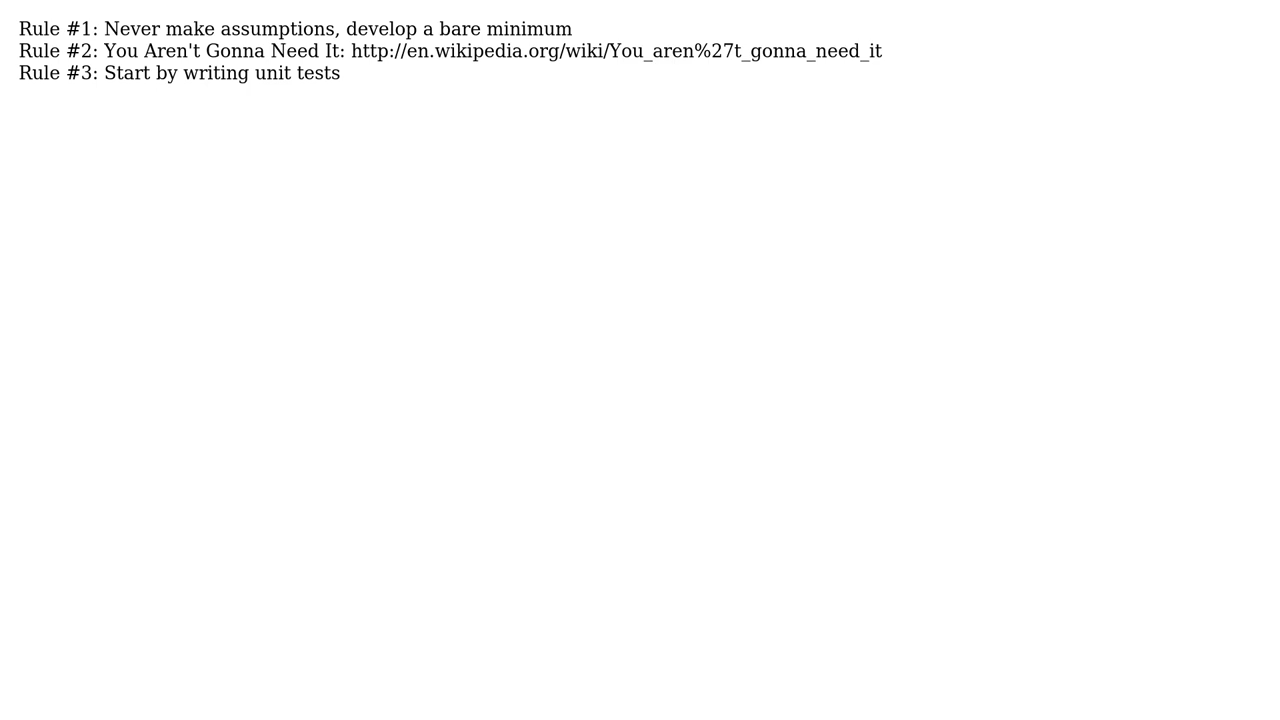 Rule #1: Never make assumptions, develop a bare minimum
Rule #2: You Aren't Gonna Need It: http://en.wikipedia.org/wiki/You_aren%27t_gonna_need_it
Rule #3: Start by writing unit tests